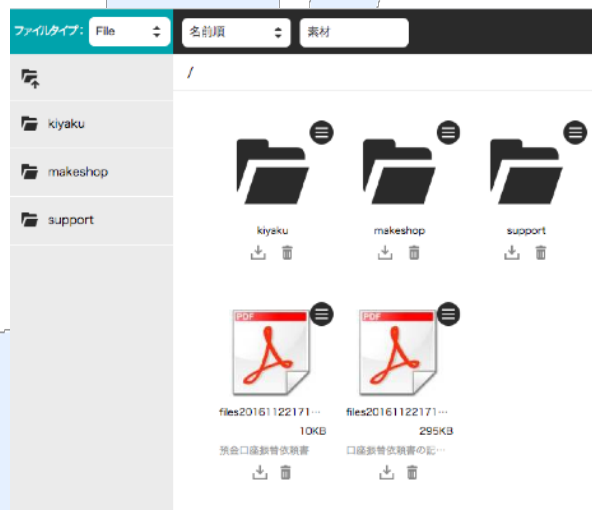 ファイルタイプ: File 名前順 素材
/
kiyaku
makeshop
support
kiyaku makeshop support
PDF PDF
files20161122171… files20161122171…
10KB 295KB
預金口座振替依頼書 口座振替依頼書の記…